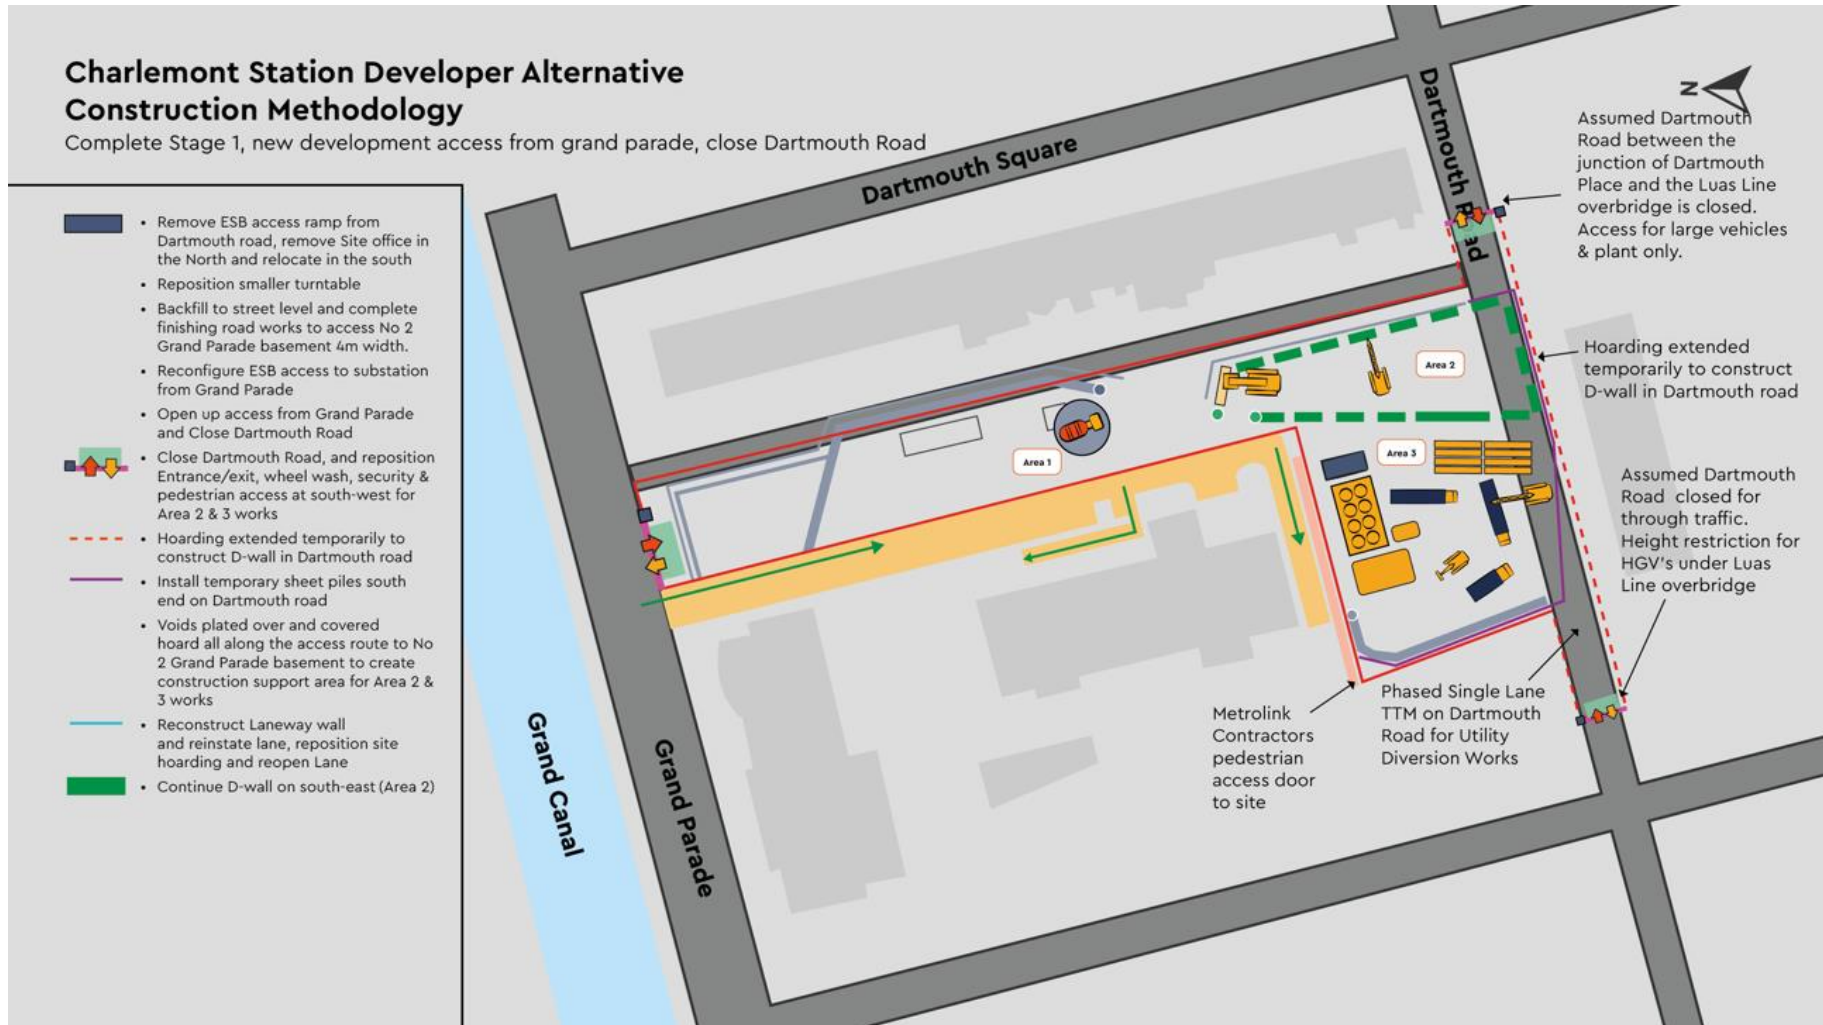 Charlemont Station Developer Alternative
Construction Methodology
Complete Stage 1, new development access from grand parade, close Dartmouth Road
• Remove ESB access ramp from
Dartmouth road, remove Site office in
the North and relocate in the south
• Reposition smaller turntable
• Backfill to street level and complete
finishing road works to access No 2
Grand Parade basement 4m width.
• Reconfigure ESB access to substation
from Grand Parade
• Open up access from Grand Parade
and Close Dartmouth Road
• Close Dartmouth Road, and reposition
Entrance/exit, wheel wash, security &
pedestrian access at south-west for
Area 2 & 3 works
• Hoarding extended temporarily to
construct D-wall in Dartmouth road
• Install temporary sheet piles south
end on Dartmouth road
• Voids plated over and covered
hoard all along the access route to No
2 Grand Parade basement to create
construction support area for Area 2 &
3 works
• Reconstruct Laneway wall
and reinstate lane, reposition site
hoarding and reopen Lane
• Continue D-wall on south-east (Area 2)
Grand Canal
Grand Parade
Dartmouth Square
Dartmouth Road
N
Area 1
Area 2
Area 3
Assumed Dartmouth
Road between the
junction of Dartmouth
Place and the Luas Line
overbridge is closed.
Access for large vehicles
& plant only.
Hoarding extended
temporarily to construct
D-wall in Dartmouth road
Assumed Dartmouth
Road closed for
through traffic.
Height restriction for
HGV's under Luas
Line overbridge
Metrolink
Contractors
pedestrian
access door
to site
Phased Single Lane
TTM on Dartmouth
Road for Utility
Diversion Works